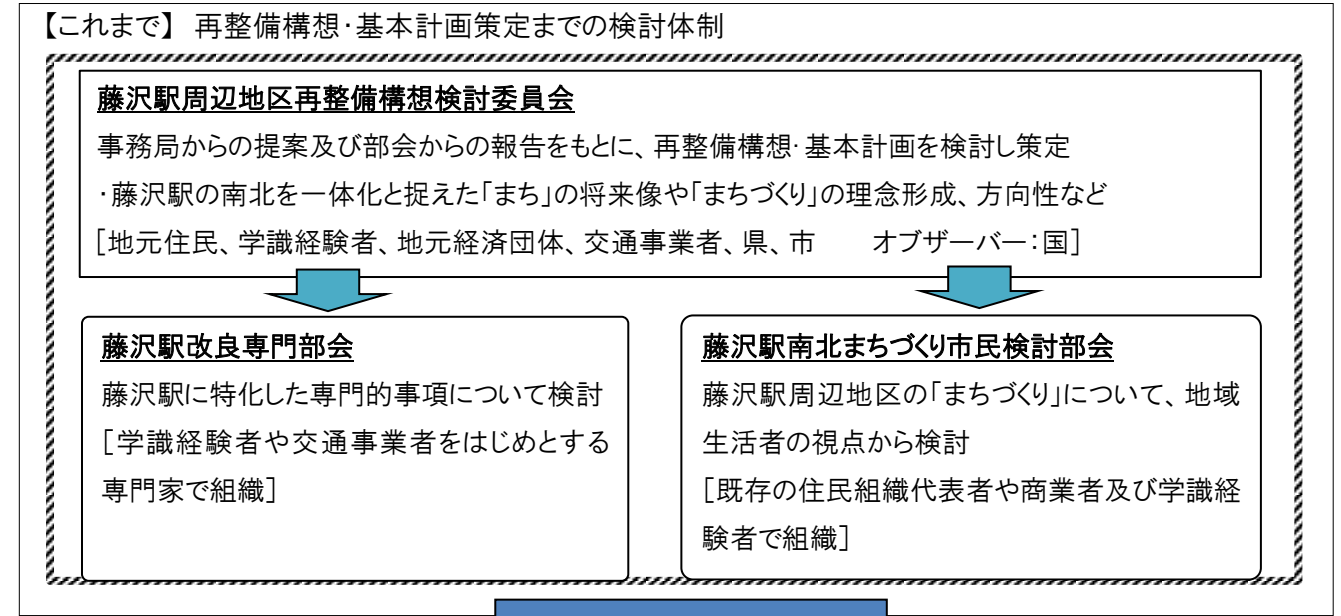 【これまで】 再整備構想・基本計画策定までの検討体制
藤沢駅周辺地区再整備構想検討委員会
事務局からの提案及び部会からの報告をもとに、再整備構想・基本計画を検討し策定
・藤沢駅の南北を一体化と捉えた「まち」の将来像や「まちづくり」の理念形成、方向性など
［地元住民、学識経験者、地元経済団体、交通事業者、県、市　　オブザーバー：国］
藤沢駅改良専門部会
藤沢駅に特化した専門的事項について検討
［学識経験者や交通事業者をはじめとする
専門家で組織］
藤沢駅南北まちづくり市民検討部会
藤沢駅周辺地区の「まちづくり」について、地域
生活者の視点から検討
［既存の住民組織代表者や商業者及び学識経
験者で組織］